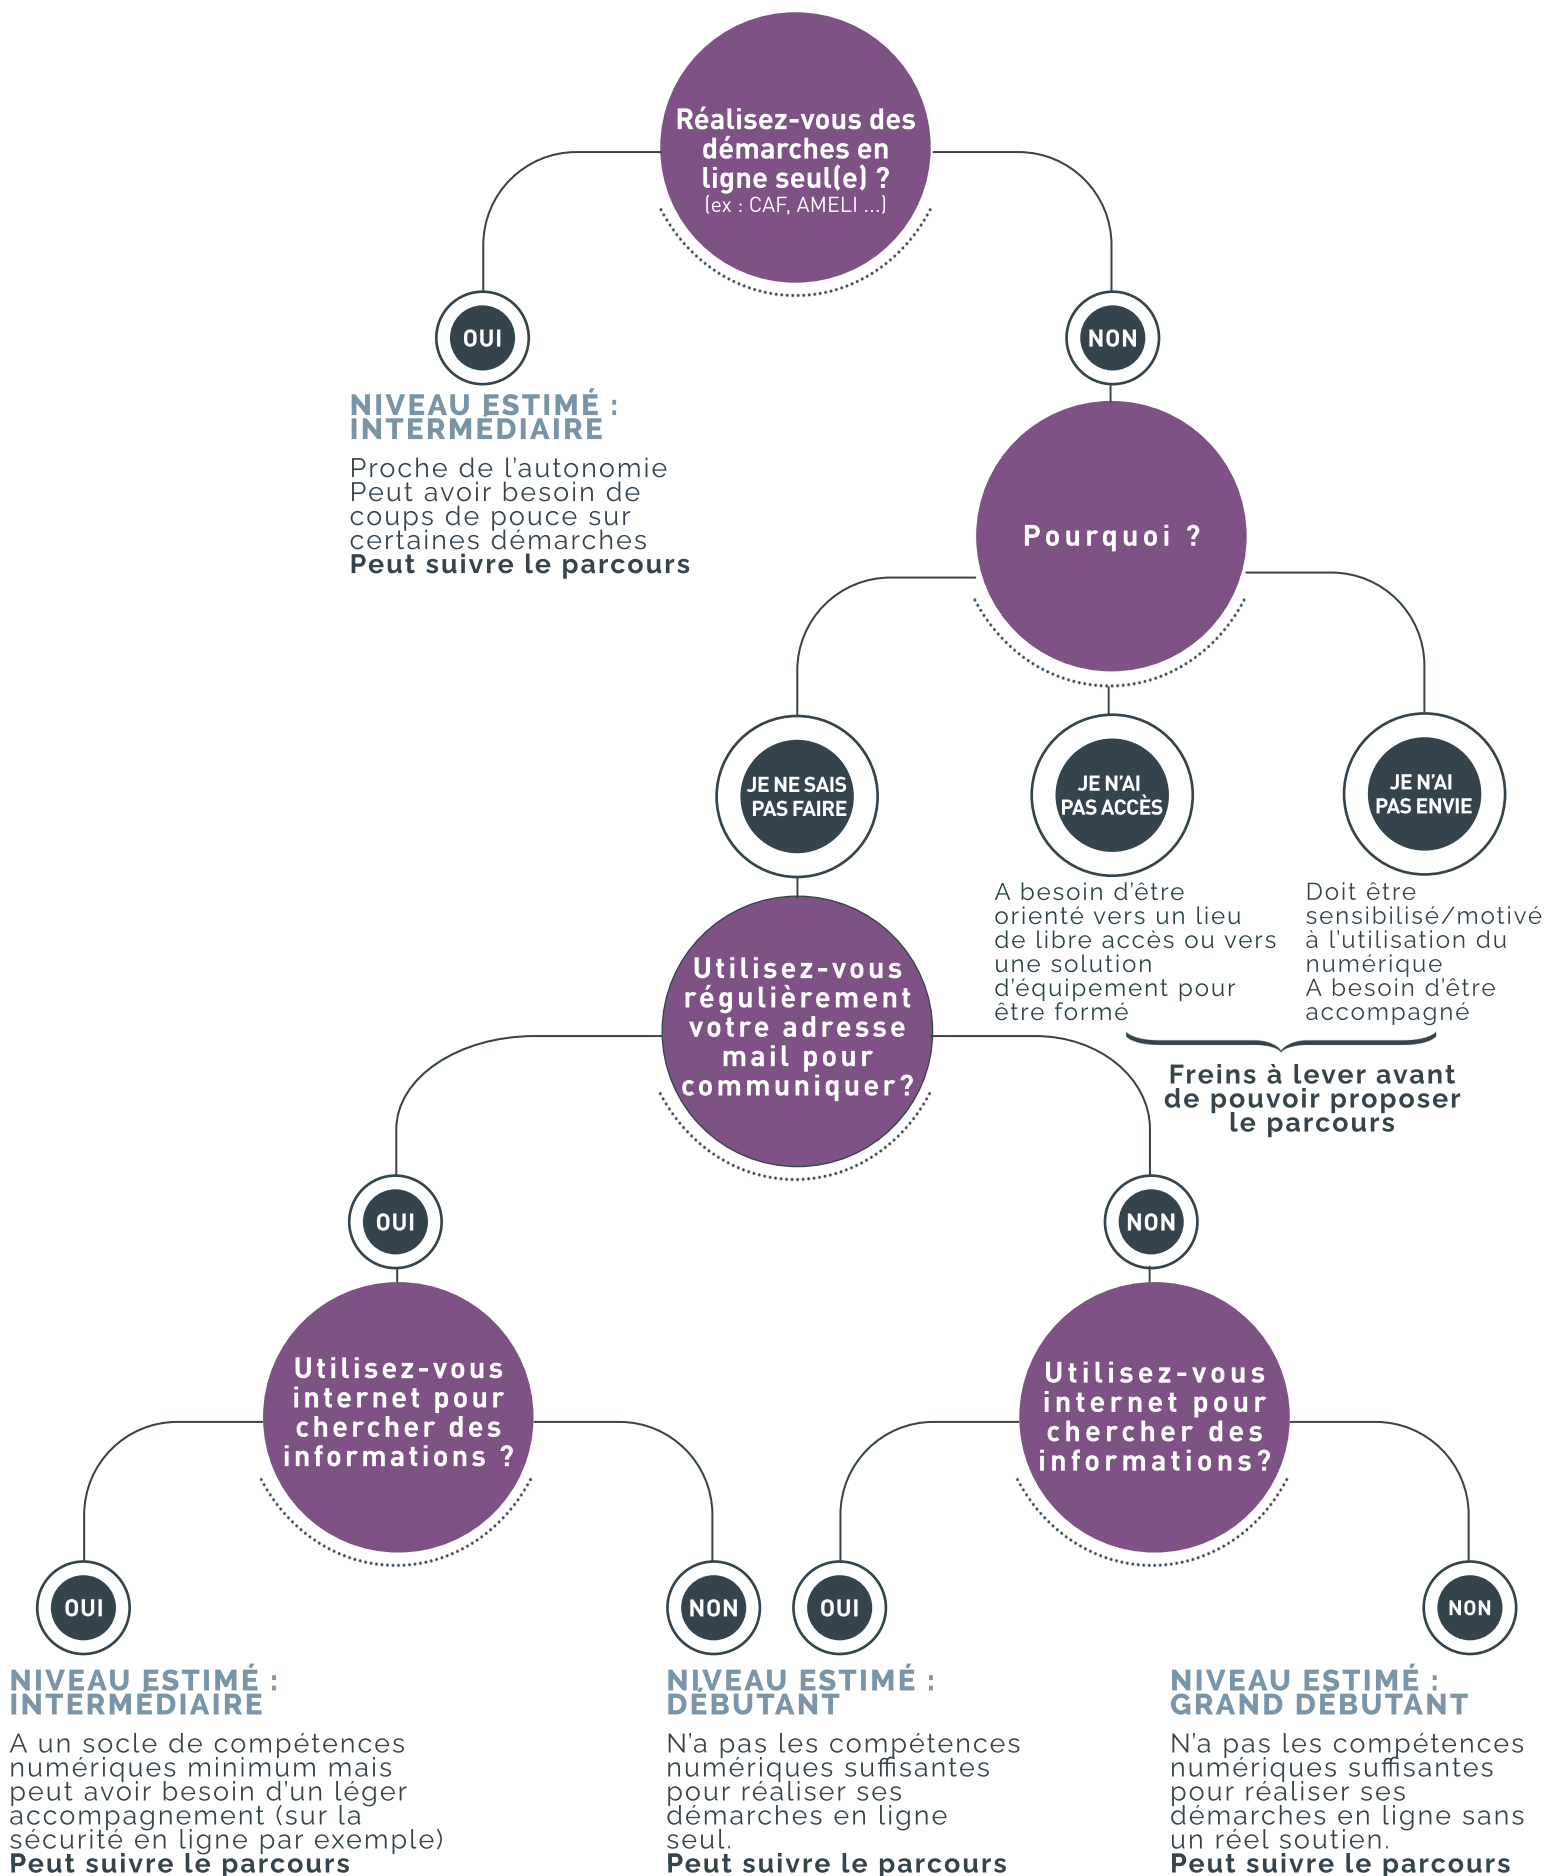 Réalisez-vous des
démarches en
ligne seul(e) ?
(ex : CAF, AMELI ...)
OUI
NON
NIVEAU ESTIMÉ :
INTERMÉDIAIRE
Proche de l'autonomie
Peut avoir besoin de
coups de pouce sur
certaines démarches
Peut suivre le parcours
Pourquoi ?
JE NE SAIS
PAS FAIRE
JE N'AI
PAS ACCÈS
JE N'AI
PAS ENVIE
A besoin d'être
orienté vers un lieu
de libre accès ou vers
une solution
d'équipement pour
être formé
Doit être
sensibilisé/motivé
à l'utilisation du
numérique
A besoin d'être
accompagné
Freins à lever avant
de pouvoir proposer
le parcours
Utilisez-vous
régulièrement
votre adresse
mail pour
communiquer?
OUI
NON
Utilisez-vous
internet pour
chercher des
informations ?
Utilisez-vous
internet pour
chercher des
informations?
OUI
NON
OUI
NON
NIVEAU ESTIMÉ :
INTERMÉDIAIRE
A un socle de compétences
numériques minimum mais
peut avoir besoin d'un léger
accompagnement (sur la
sécurité en ligne par exemple)
Peut suivre le parcours
NIVEAU ESTIMÉ :
DÉBUTANT
N'a pas les compétences
numériques suffisantes
pour réaliser ses
démarches en ligne
seul.
Peut suivre le parcours
NIVEAU ESTIMÉ :
GRAND DÉBUTANT
N'a pas les compétences
numériques suffisantes
pour réaliser ses
démarches en ligne sans
un réel soutien.
Peut suivre le parcours